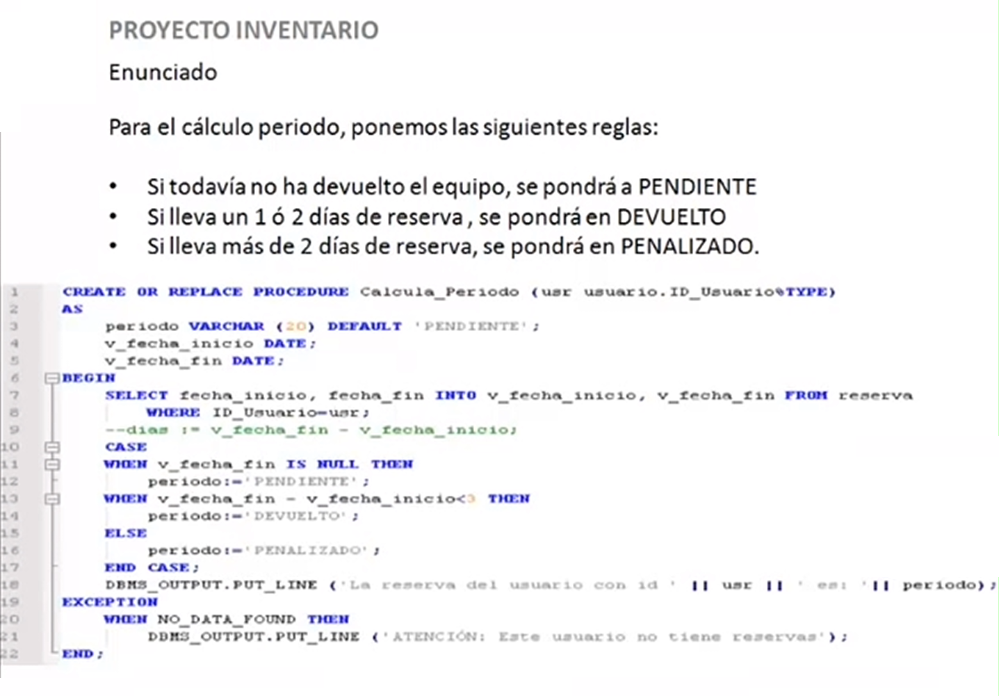 PROYECTO INVENTARIO
Enunciado
Para el cálculo periodo, ponemos las siguientes reglas:
• Si todavía no ha devuelto el equipo, se pondrá a PENDIENTE
• Si lleva un 1 ó 2 días de reserva , se pondrá en DEVUELTO
• Si lleva más de 2 días de reserva, se pondrá en PENALIZADO.
1 CREATE OR REPLACE PROCEDURE Calcula_Periodo (usr usuario.ID_Usuario%TYPE)
2 AS
3 periodo VARCHAR (20) DEFAULT 'PENDIENTE';
4 v_fecha_inicio DATE;
5 v_fecha_fin DATE;
6 BEGIN
7 SELECT fecha_inicio, fecha_fin INTO v_fecha_inicio, v_fecha_fin FROM reserva
8 WHERE ID_Usuario=usr;
9 --dias := v_fecha_fin - v_fecha_inicio;
10 CASE
11 WHEN v_fecha_fin IS NULL THEN
12 periodo:='PENDIENTE';
13 WHEN v_fecha_fin - v_fecha_inicio<3 THEN
14 periodo:='DEVUELTO';
15 ELSE
16 periodo:='PENALIZADO';
17 END CASE;
18 DBMS_OUTPUT.PUT_LINE ('La reserva del usuario con id ' || usr || ' es: '|| periodo);
19 EXCEPTION
20 WHEN NO_DATA_FOUND THEN
21 DBMS_OUTPUT.PUT_LINE ('ATENCIÓN: Este usuario no tiene reservas');
22 END;